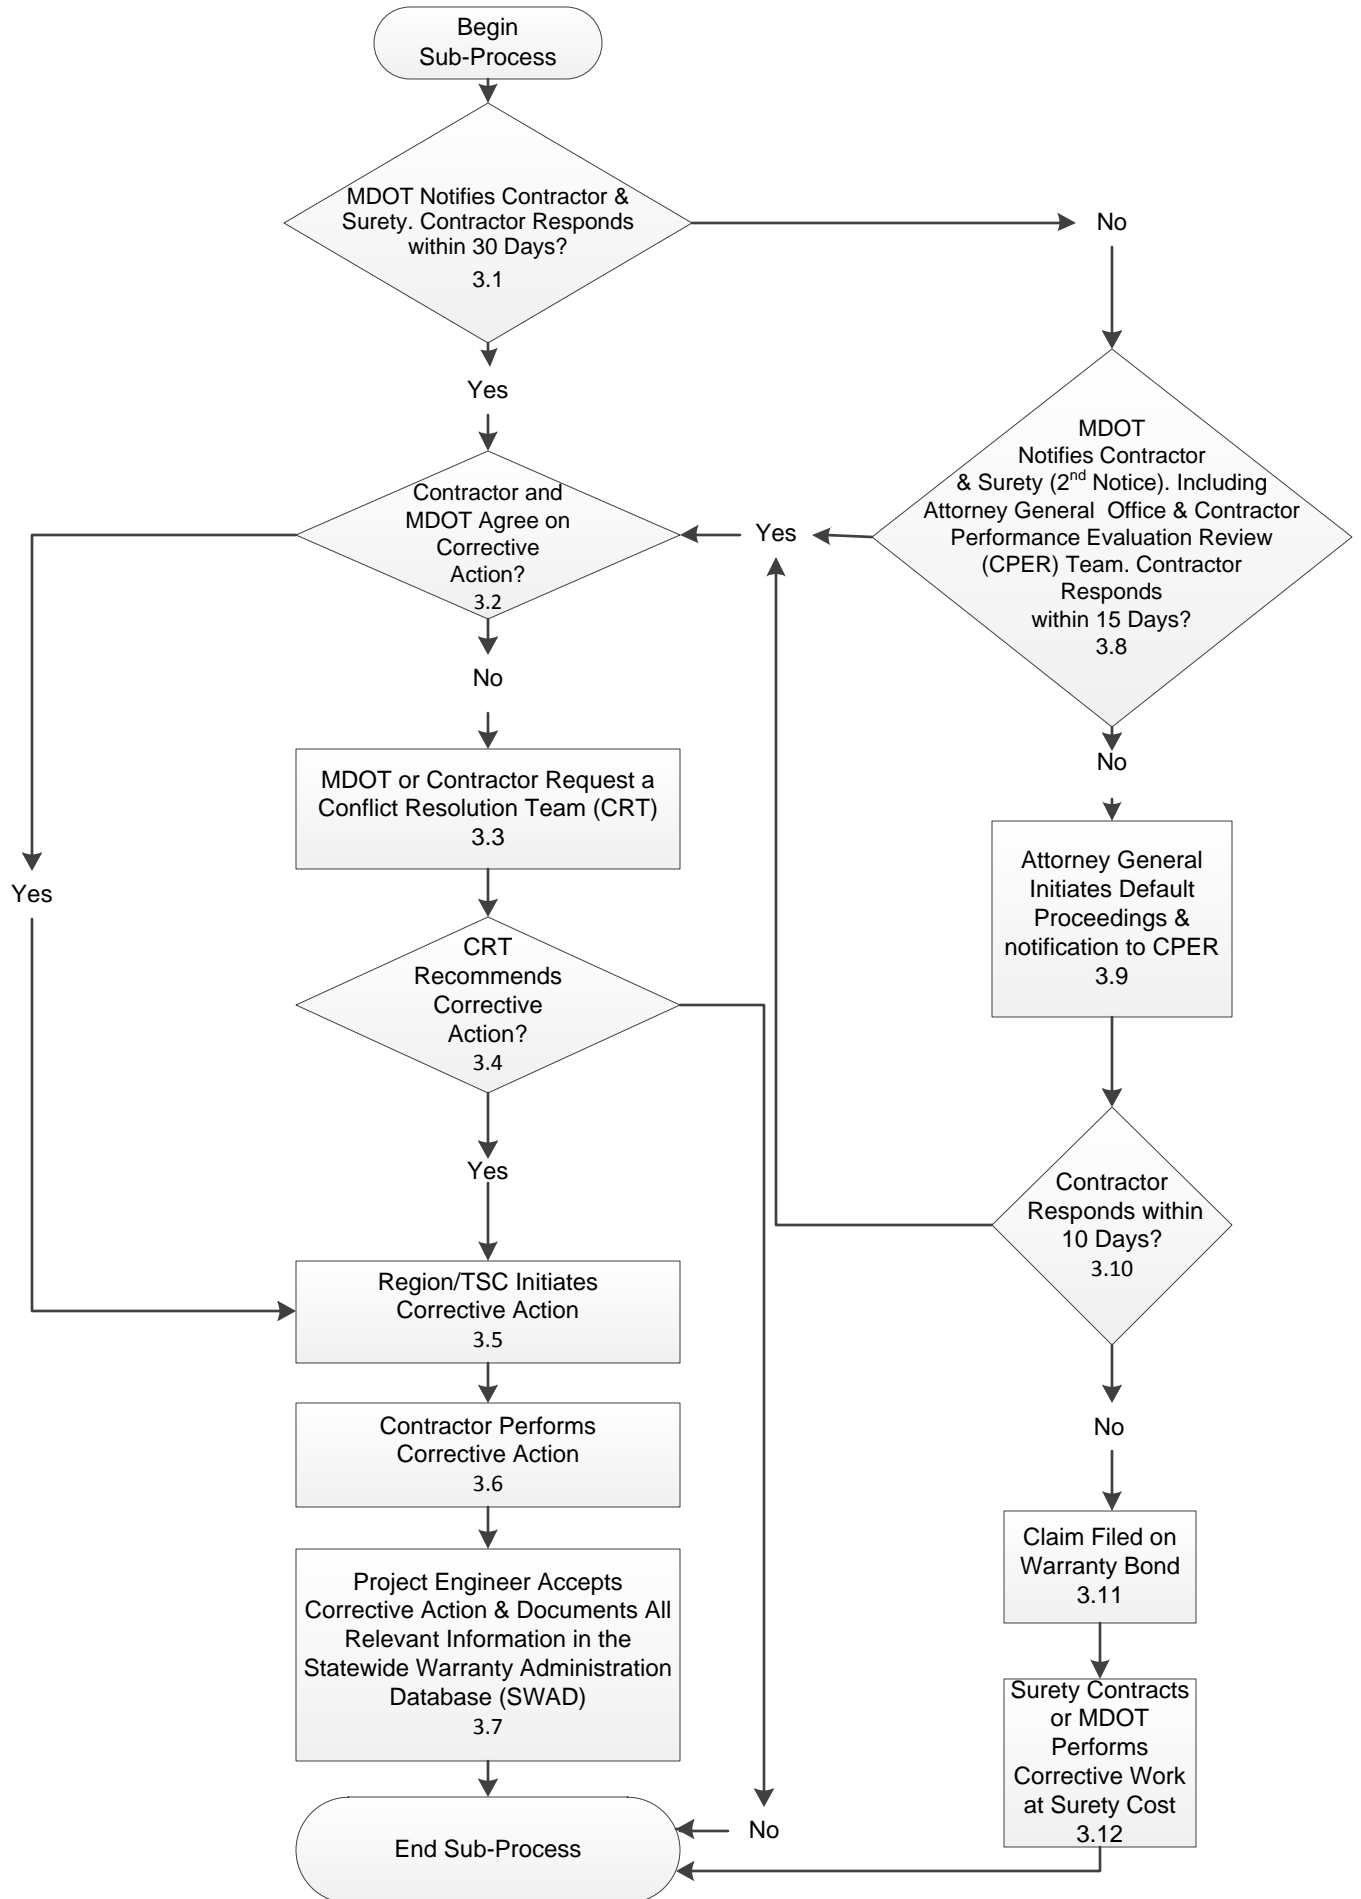 Begin
Sub-Process
MDOT Notifies Contractor &
Surety. Contractor Responds
within 30 Days?
3.1
No
Yes
MDOT
Notifies Contractor
& Surety (2nd Notice). Including
Attorney General Office & Contractor
Performance Evaluation Review
(CPER) Team. Contractor
Responds
within 15 Days?
3.8
Contractor and
MDOT Agree on
Corrective
Action?
3.2
Yes
No
No
MDOT or Contractor Request a
Conflict Resolution Team (CRT)
3.3
Attorney General
Initiates Default
Proceedings &
notification to CPER
3.9
Yes
CRT
Recommends
Corrective
Action?
3.4
Yes
Contractor
Responds within
10 Days?
3.10
Region/TSC Initiates
Corrective Action
3.5
Contractor Performs
Corrective Action
3.6
No
Claim Filed on
Warranty Bond
3.11
Project Engineer Accepts
Corrective Action & Documents All
Relevant Information in the
Statewide Warranty Administration
Database (SWAD)
3.7
Surety Contracts
or MDOT
Performs
Corrective Work
at Surety Cost
3.12
No
End Sub-Process